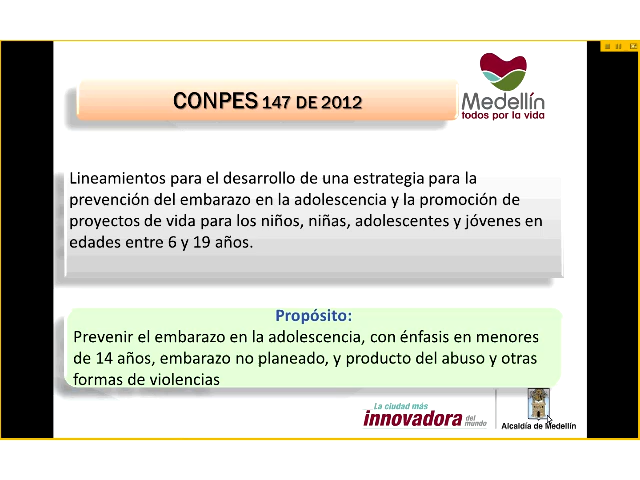 CONPES 147 DE 2012
Medellín
todos por la vida
Lineamientos para el desarrollo de una estrategia para la
prevención del embarazo en la adolescencia y la promoción de
proyectos de vida para los niños, niñas, adolescentes y jóvenes en
edades entre 6 y 19 años.
Propósito:
Prevenir el embarazo en la adolescencia, con énfasis en menores
de 14 años, embarazo no planeado, y producto del abuso y otras
formas de violencias
La ciudad más
innovadora del
mundo
Alcaldía de Medellín